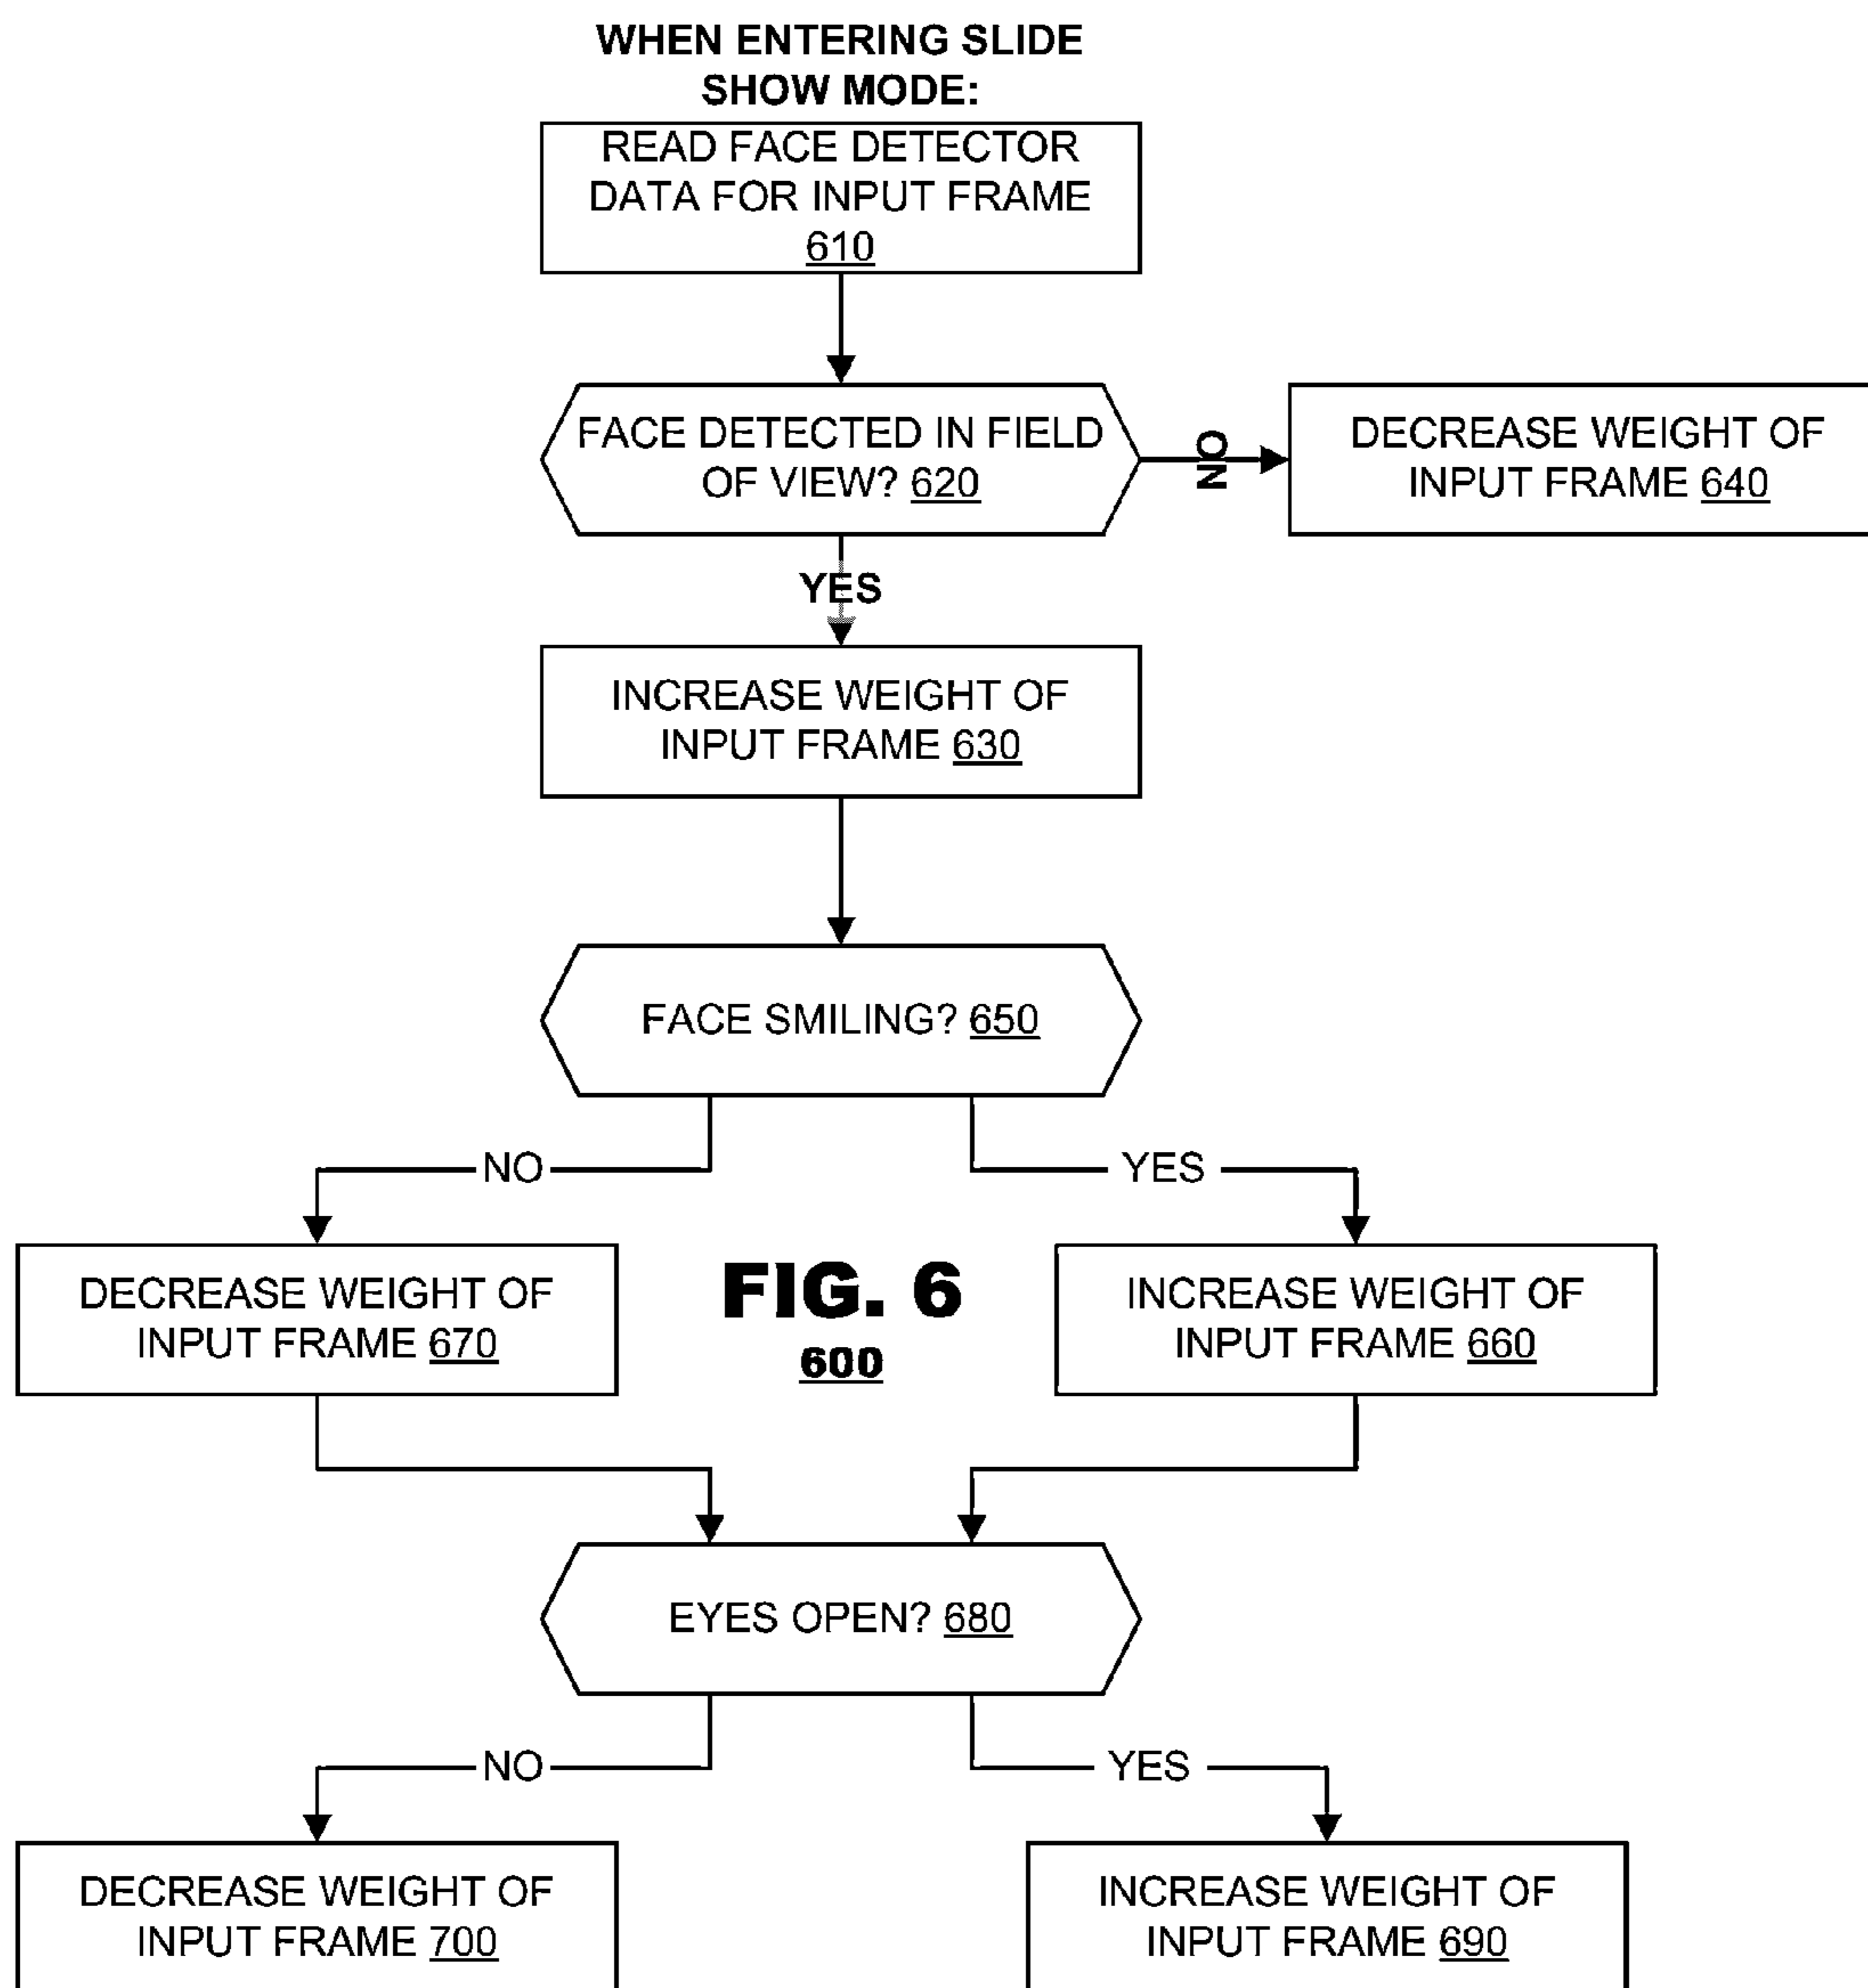 WHEN ENTERING SLIDE
SHOW MODE:
READ FACE DETECTOR
DATA FOR INPUT FRAME
610
FACE DETECTED IN FIELD
OF VIEW? 620
NO
DECREASE WEIGHT OF
INPUT FRAME 640
YES
INCREASE WEIGHT OF
INPUT FRAME 630
FACE SMILING? 650
NO
YES
DECREASE WEIGHT OF
INPUT FRAME 670
FIG. 6
600
INCREASE WEIGHT OF
INPUT FRAME 660
EYES OPEN? 680
NO
YES
DECREASE WEIGHT OF
INPUT FRAME 700
INCREASE WEIGHT OF
INPUT FRAME 690